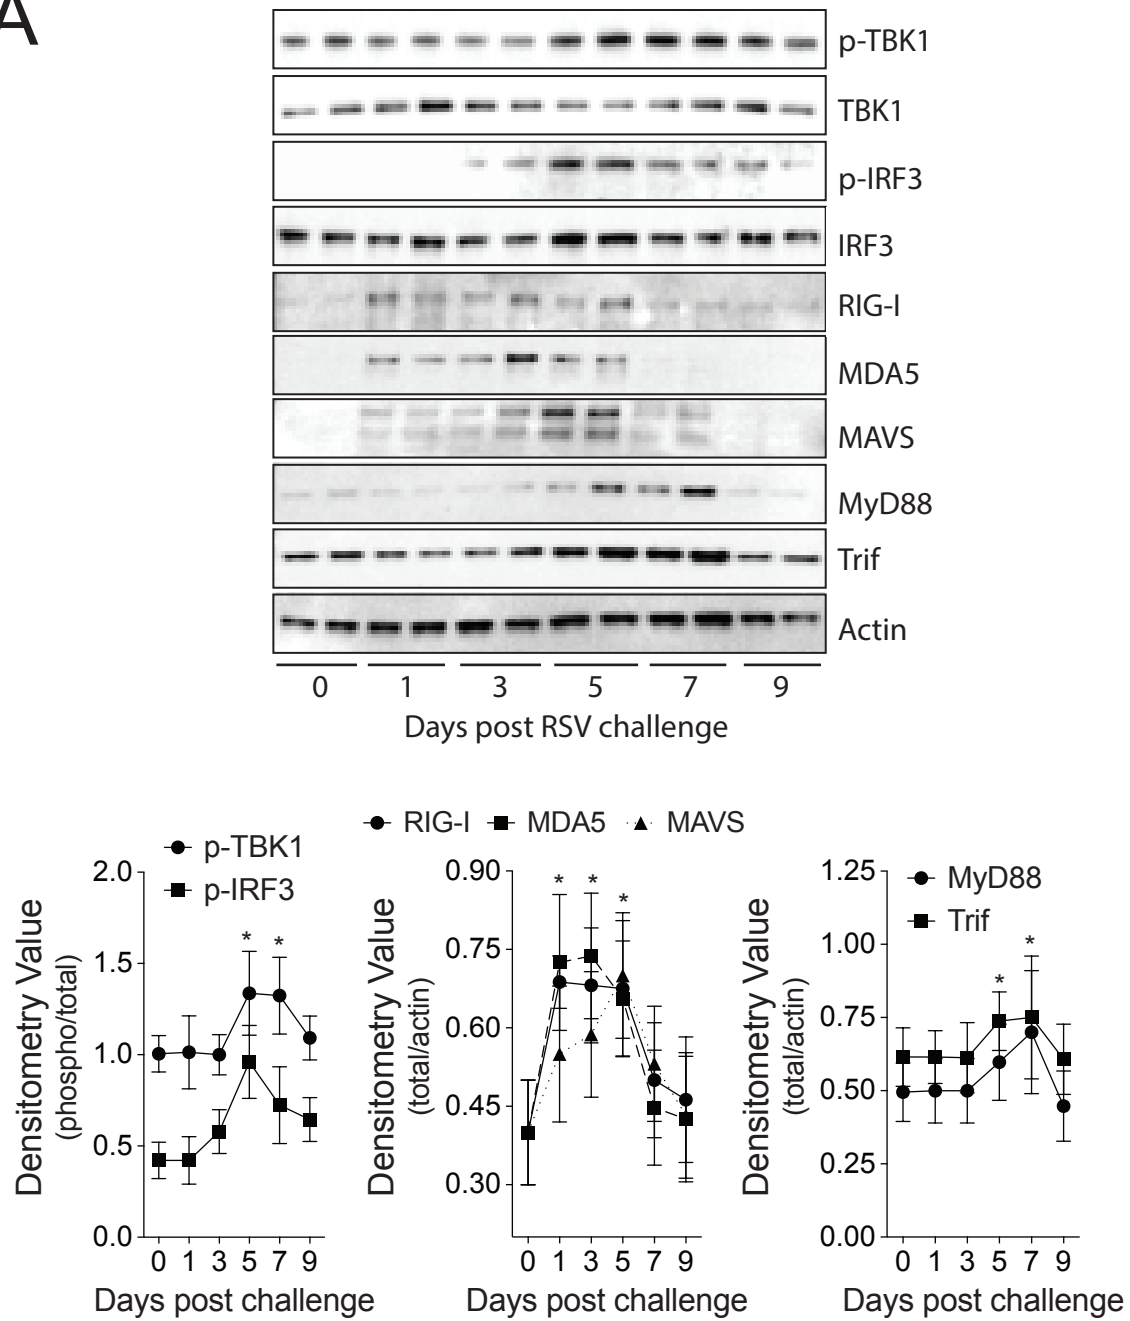 A
p-TBK1
TBK1
p-IRF3
IRF3
RIG-I
MDA5
MAVS
MyD88
Trif
Actin
0 1 3 5 7 9
Days post RSV challenge
p-TBK1
p-IRF3
2.0
1.5
1.0
0.5
0.0
Densitometry Value
(phospho/total)
* *
0 1 3 5 7 9
Days post challenge
RIG-I MDA5 MAVS
0.90
0.75
0.60
0.45
0.30
Densitometry Value
(total/actin)
* * *
0 1 3 5 7 9
Days post challenge
MyD88
Trif
1.25
1.00
0.75
0.50
0.25
0.00
Densitometry Value
(total/actin)
* *
0 1 3 5 7 9
Days post challenge